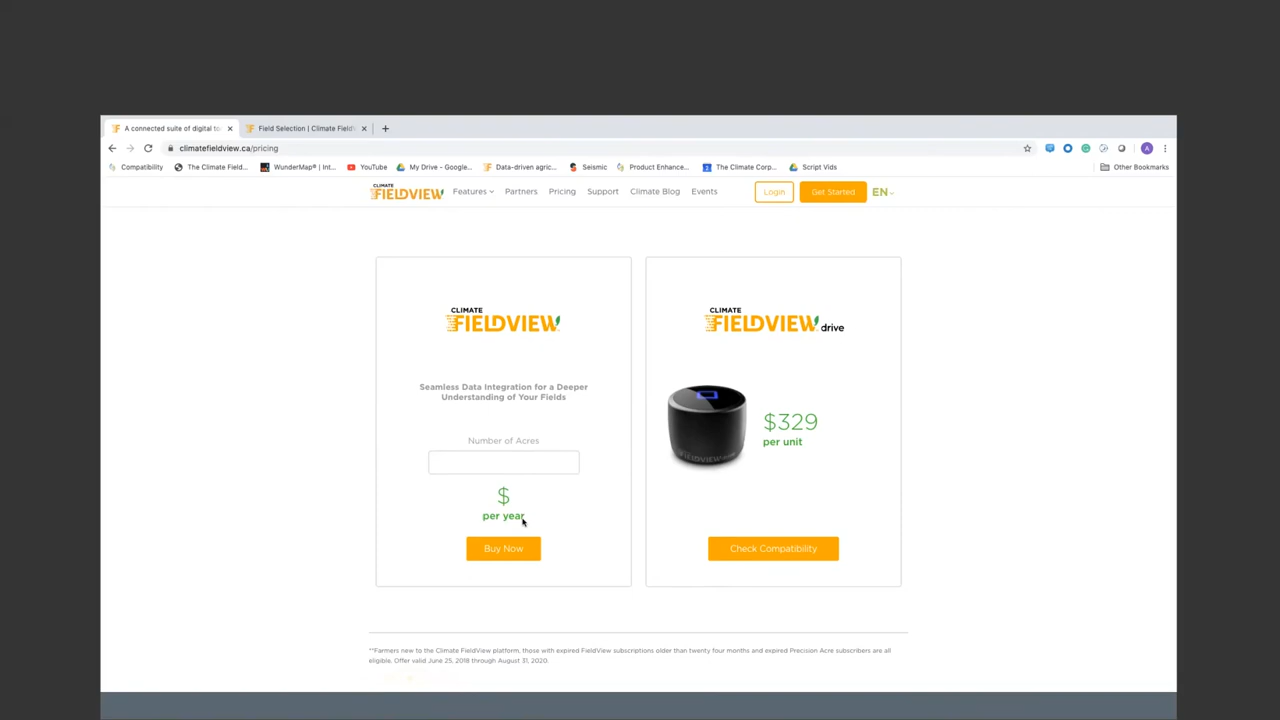 A connected suite of digital to
Field Selection | Climate Field
climatefieldview.ca/pricing
Compatibility
The Climate Field...
WunderMap® | Int...
YouTube
My Drive – Google...
Data-driven agric...
Seismic
Product Enhance...
The Climate Corp...
Script Vids
Other Bookmarks
CLIMATE
FIELDVIEW
Features
Partners
Pricing
Support
Climate Blog
Events
Login
Get Started
EN
CLIMATE
FIELDVIEW
Seamless Data Integration for a Deeper
Understanding of Your Fields
Number of Acres
$
per year
Buy Now
CLIMATE
FIELDVIEW drive
FIELDVIEW
$329
per unit
Check Compatibility
**Farmers new to the Climate FieldView platform, those with expired FieldView subscriptions older than twenty four months and expired Precision Acre subscribers are all
eligible. Offer valid June 25, 2018 through August 31, 2020.